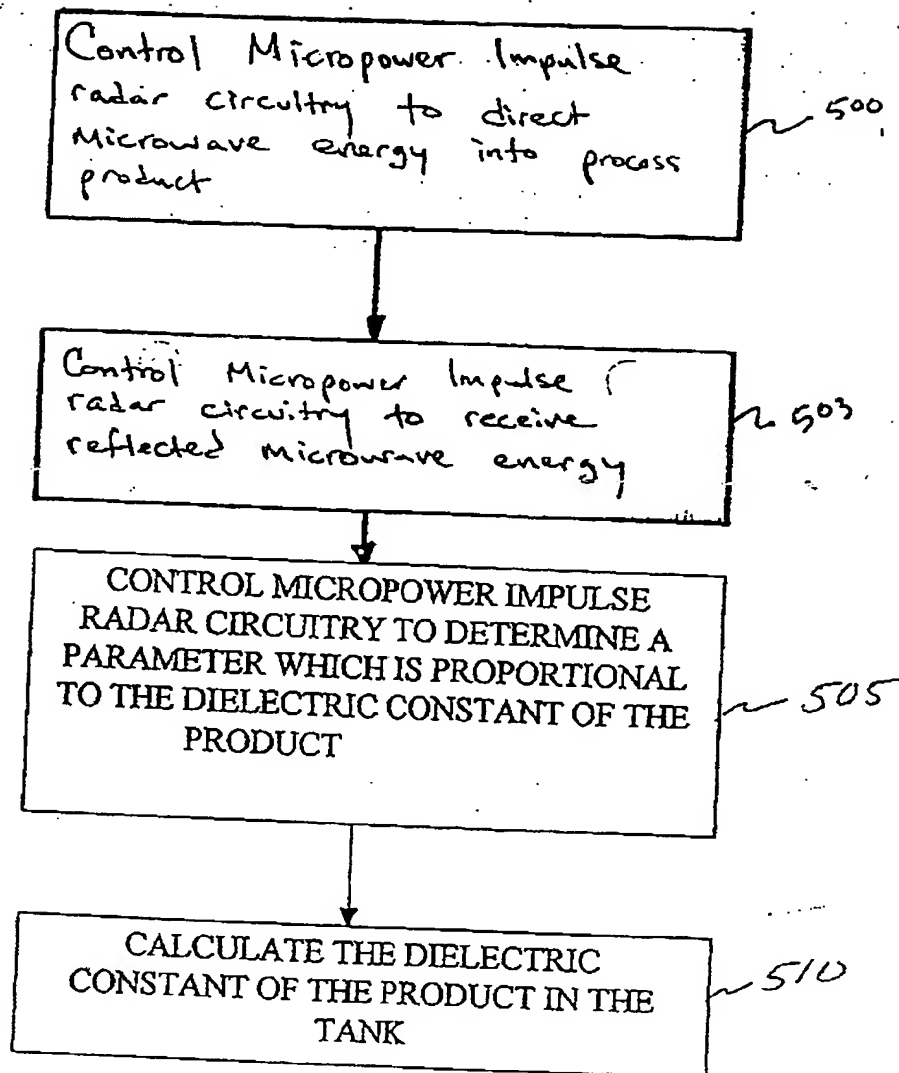 Control Micropower Impulse
radar circuitry to direct
Microwave energy into process
product
500
Control Micropower Impulse
radar circuitry to receive
reflected Microwave energy
503
CONTROL MICROPOWER IMPULSE
RADAR CIRCUITRY TO DETERMINE A
PARAMETER WHICH IS PROPORTIONAL
TO THE DIELECTRIC CONSTANT OF THE
PRODUCT
505
CALCULATE THE DIELECTRIC
CONSTANT OF THE PRODUCT IN THE
TANK
510